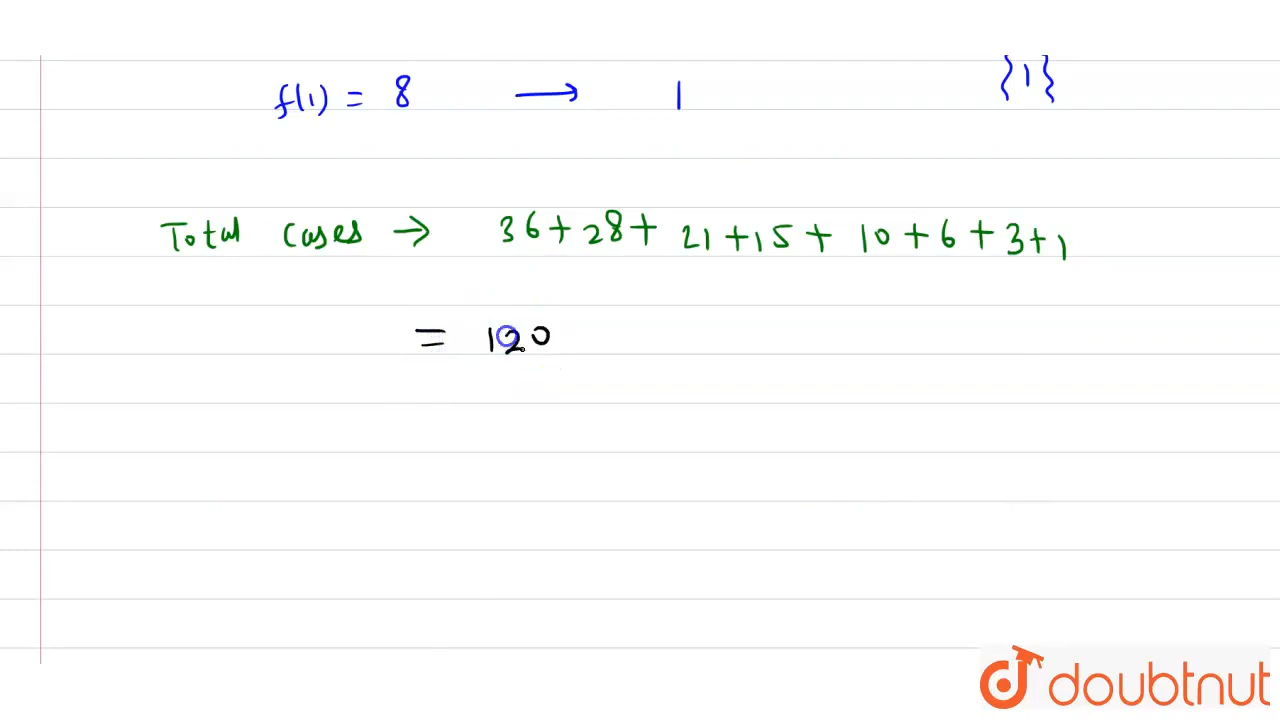 f(1) = 8 → 1 {1}
Total Cases → 36+28+ 21+15+ 10+6+3+1
= 120
doubtnut